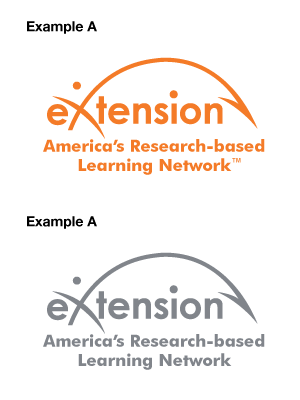 Example A
eXtension
America's Research-based
Learning Network™
Example A
eXtension
America's Research-based
Learning Network